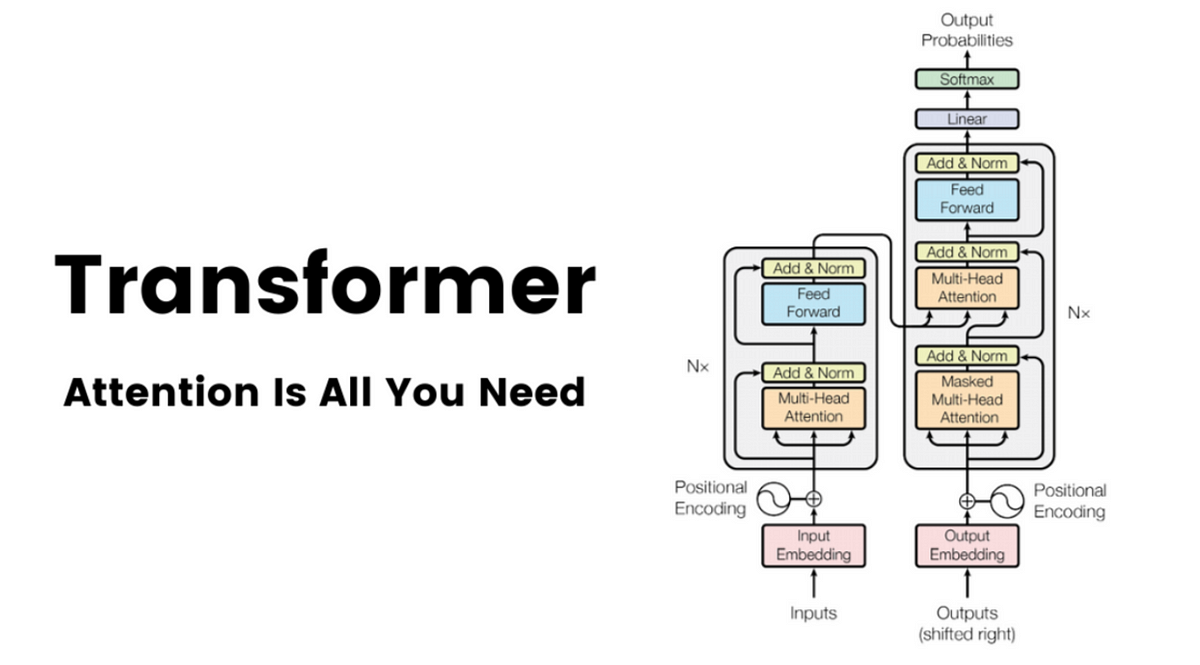 Transformer
Attention Is All You Need
Output
Probabilities
Softmax
Linear
Add & Norm
Feed
Forward
Add & Norm
Multi-Head
Attention
Nx
Add & Norm
Masked
Multi-Head
Attention
Add & Norm
Feed
Forward
Nx
Add & Norm
Multi-Head
Attention
Positional
Encoding
Positional
Encoding
Input
Embedding
Output
Embedding
Inputs
Outputs
(shifted right)